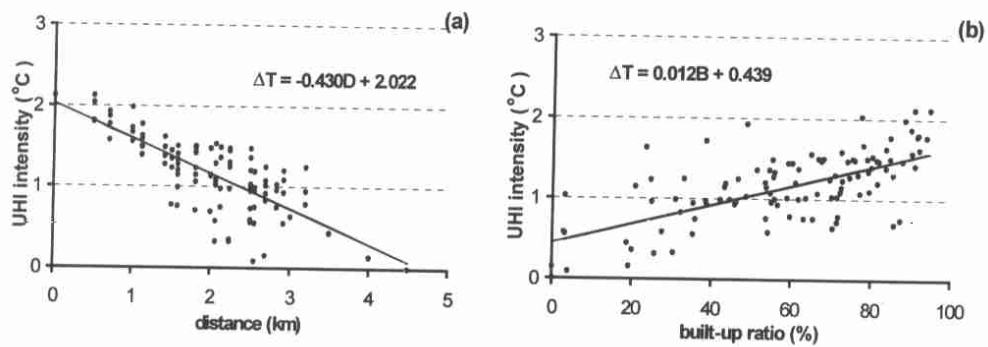 (a)
3
2
1
0
UHI intensity (°C)
ΔT = -0.430D + 2.022
0 1 2 3 4 5
distance (km)
(b)
3
2
1
0
UHI intensity (°C)
ΔT = 0.012B + 0.439
0 20 40 60 80 100
built-up ratio (%)